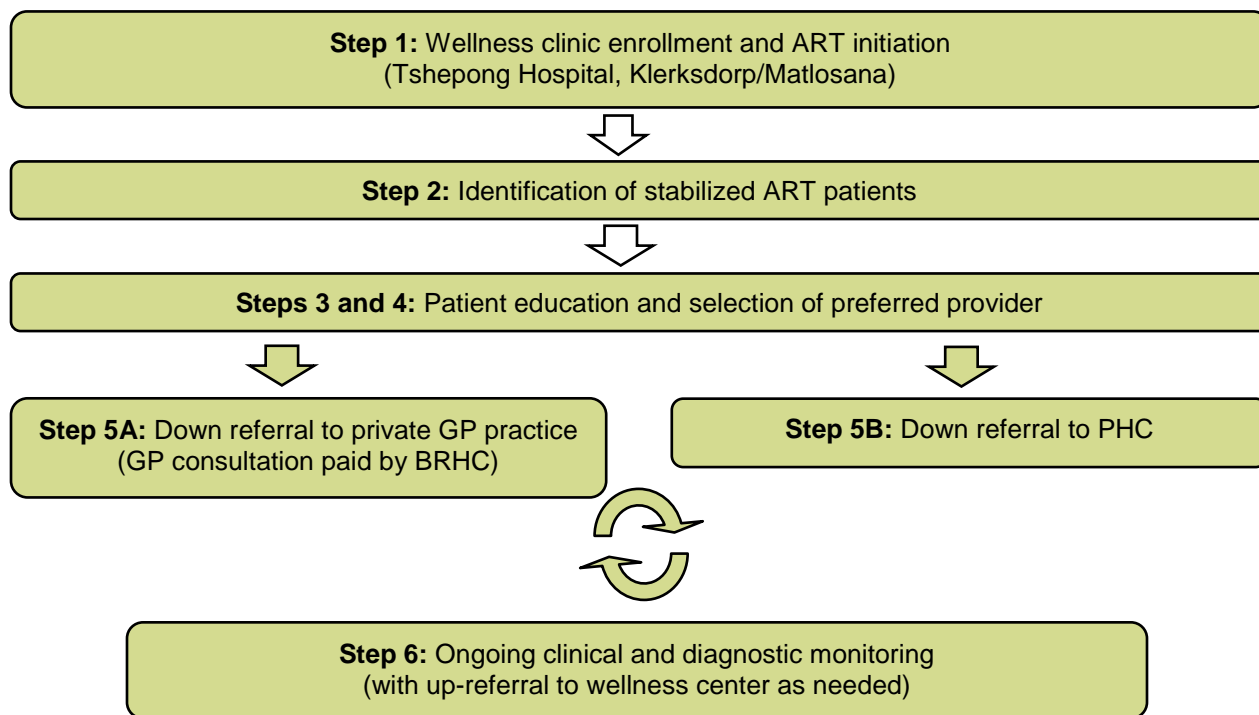 Step 1: Wellness clinic enrollment and ART initiation
(Tshepong Hospital, Klerksdorp/Matlosana)
Step 2: Identification of stabilized ART patients
Steps 3 and 4: Patient education and selection of preferred provider
Step 5A: Down referral to private GP practice
(GP consultation paid by BRHC)
Step 5B: Down referral to PHC
Step 6: Ongoing clinical and diagnostic monitoring
(with up-referral to wellness center as needed)